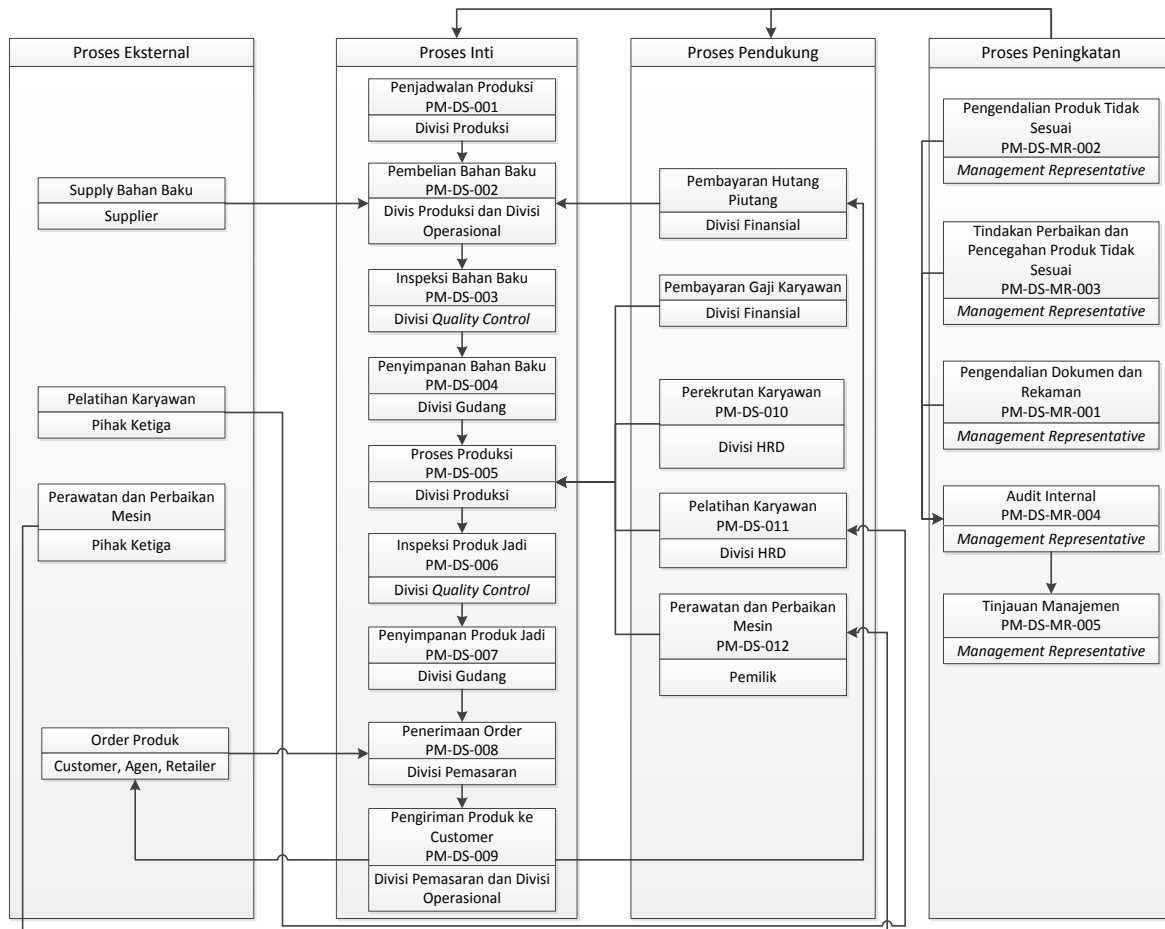 Proses Eksternal
Supply Bahan Baku
Supplier
Pelatihan Karyawan
Pihak Ketiga
Perawatan dan Perbaikan
Mesin
Pihak Ketiga
Order Produk
Customer, Agen, Retailer
Proses Inti
Penjadwalan Produksi
PM-DS-001
Divisi Produksi
Pembelian Bahan Baku
PM-DS-002
Divis Produksi dan Divisi
Operasional
Inspeksi Bahan Baku
PM-DS-003
Divisi Quality Control
Penyimpanan Bahan Baku
PM-DS-004
Divisi Gudang
Proses Produksi
PM-DS-005
Divisi Produksi
Inspeksi Produk Jadi
PM-DS-006
Divisi Quality Control
Penyimpanan Produk Jadi
PM-DS-007
Divisi Gudang
Penerimaan Order
PM-DS-008
Divisi Pemasaran
Pengiriman Produk ke
Customer
PM-DS-009
Divisi Pemasaran dan Divisi
Operasional
Proses Pendukung
Pembayaran Hutang
Piutang
Divisi Finansial
Pembayaran Gaji Karyawan
Divisi Finansial
Perekrutan Karyawan
PM-DS-010
Divisi HRD
Pelatihan Karyawan
PM-DS-011
Divisi HRD
Perawatan dan Perbaikan
Mesin
PM-DS-012
Pemilik
Proses Peningkatan
Pengendalian Produk Tidak
Sesuai
PM-DS-MR-002
Management Representative
Tindakan Perbaikan dan
Pencegahan Produk Tidak
Sesuai
PM-DS-MR-003
Management Representative
Pengendalian Dokumen dan
Rekaman
PM-DS-MR-001
Management Representative
Audit Internal
PM-DS-MR-004
Management Representative
Tinjauan Manajemen
PM-DS-MR-005
Management Representative